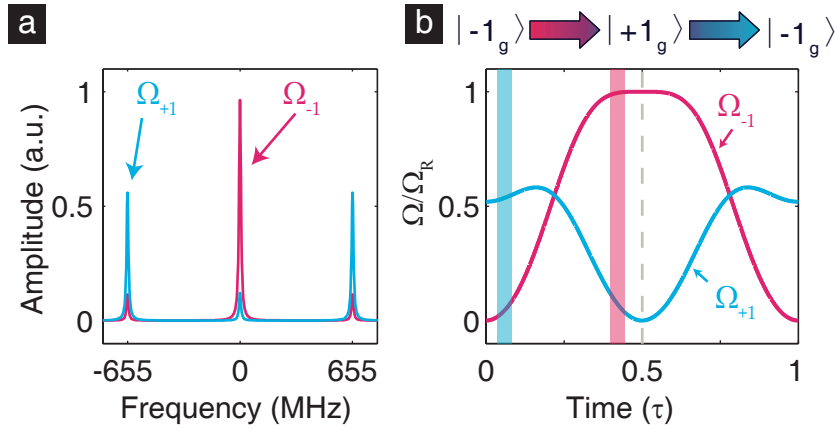 a
Amplitude (a.u.)
1
0.5
0
Ω+1
Ω-1
-655
0
655
Frequency (MHz)
b
| -1g ⟩ | +1g ⟩ | -1g ⟩
Ω/ΩR
1
0.5
0
Ω-1
Ω+1
0
0.5
1
Time (τ)